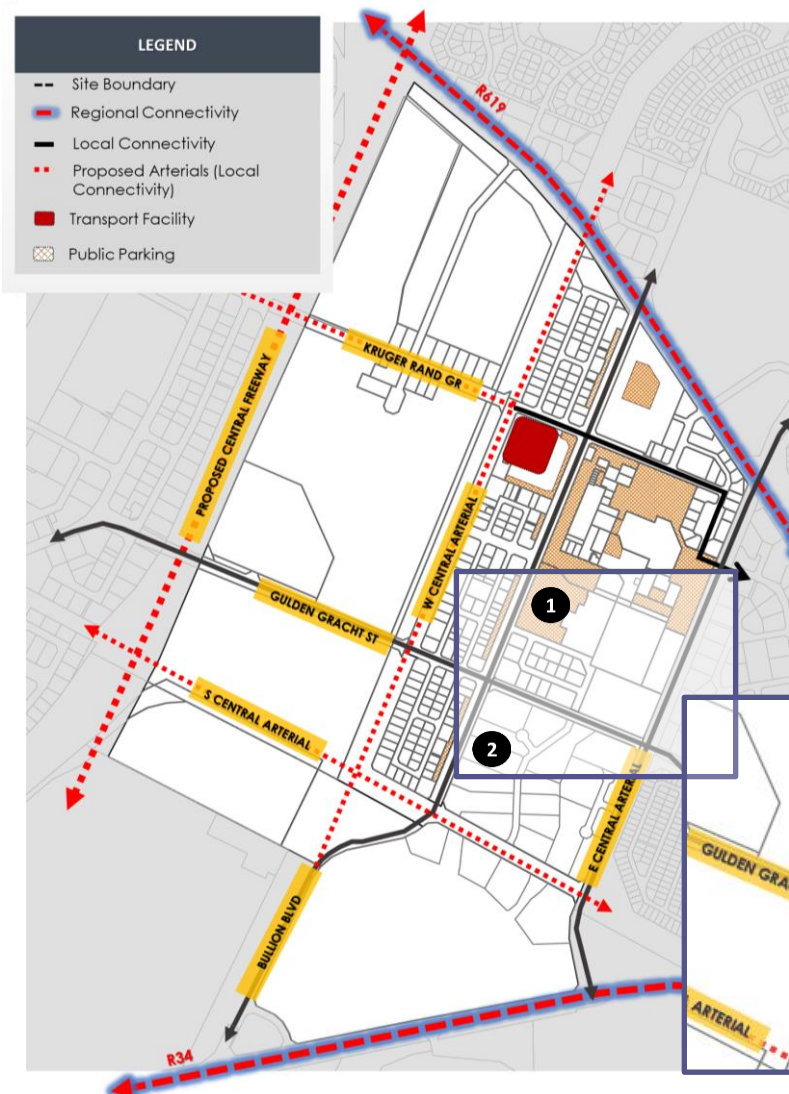 LEGEND
Site Boundary
Regional Connectivity
Local Connectivity
Proposed Arterials (Local
Connectivity)
Transport Facility
Public Parking
R619
KRUGER RAND GR
PROPOSED CENTRAL FREEWAY
W CENTRAL ARTERIAL
1
GULDEN GRACHT ST
S CENTRAL ARTERIAL
2
E CENTRAL ARTERIAL
GULDEN GRA
BULLION BLVD
ARTERIAL
R34